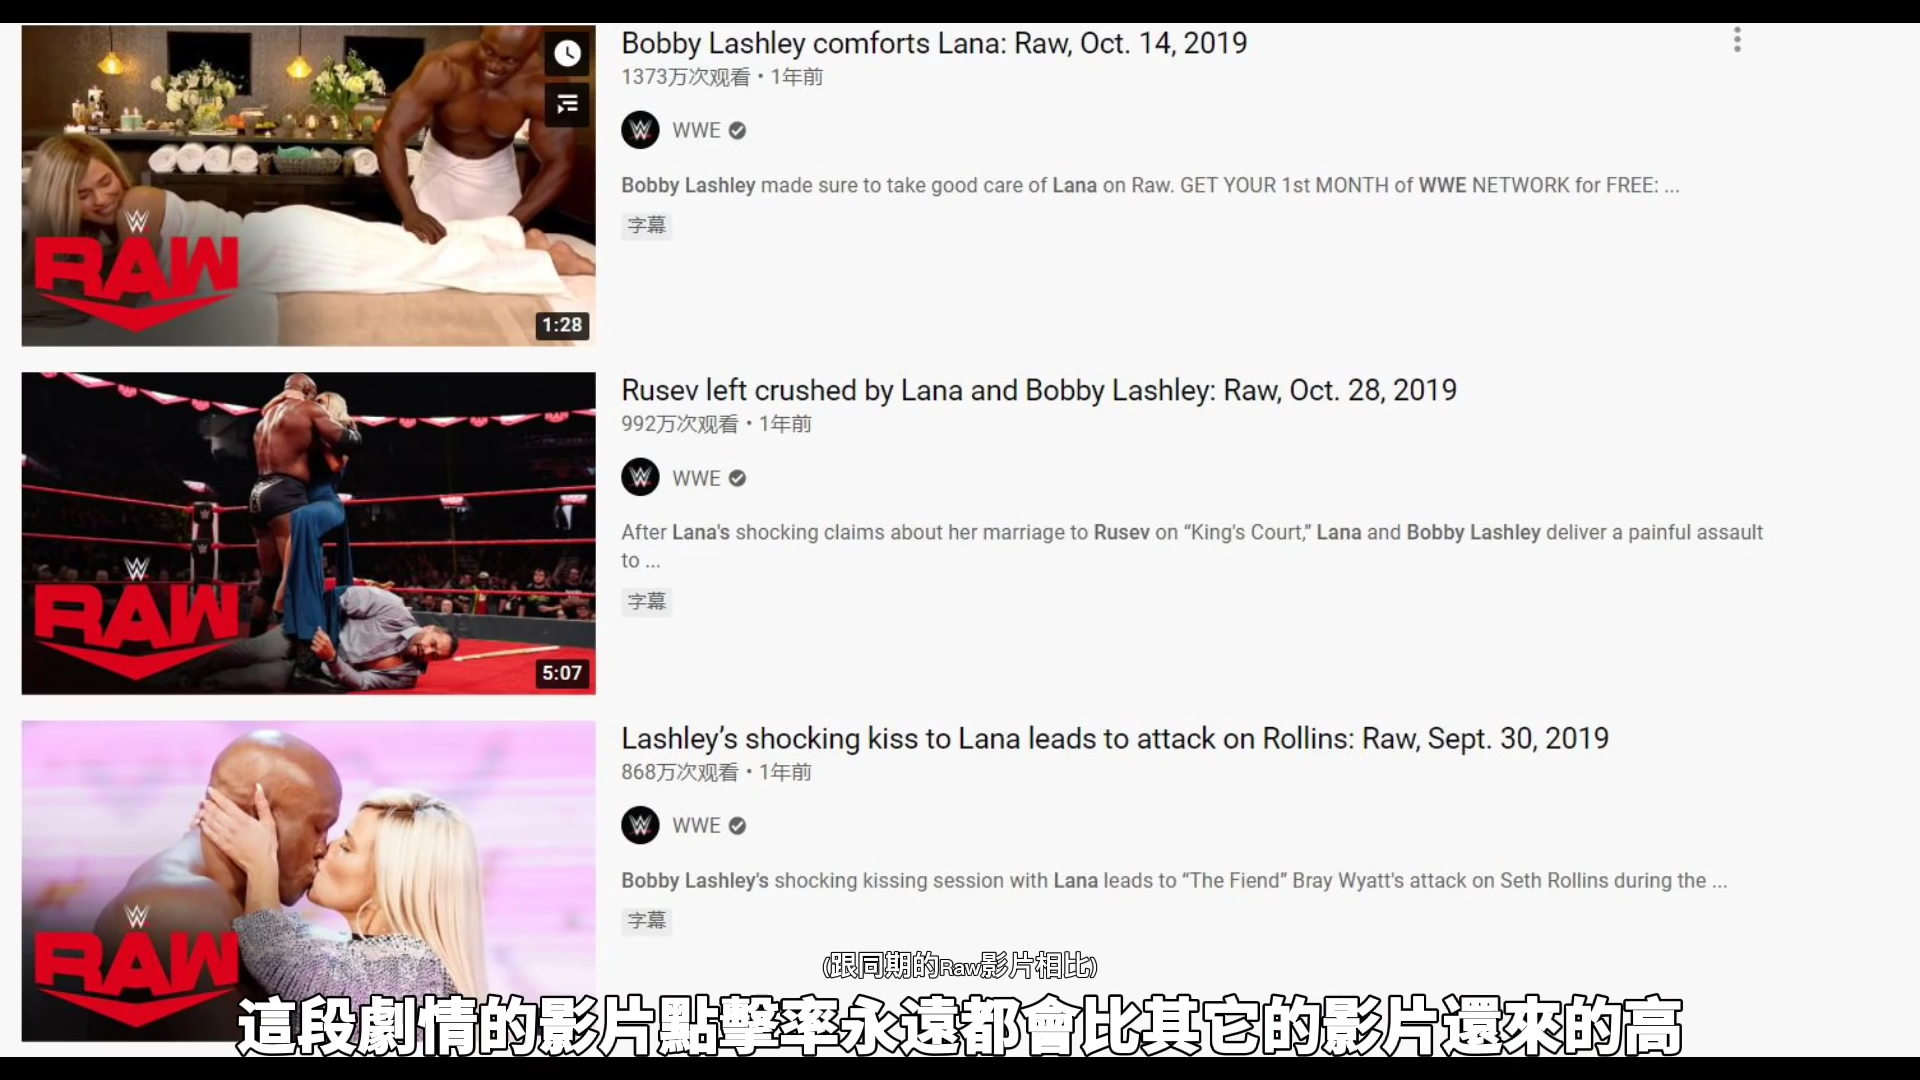 Bobby Lashley comforts Lana: Raw, Oct. 14, 2019
1373万次观看 • 1年前
WWE
Bobby Lashley made sure to take good care of Lana on Raw. GET YOUR 1st MONTH of WWE NETWORK for FREE: ...
字幕
W
RAW
1:28
Rusev left crushed by Lana and Bobby Lashley: Raw, Oct. 28, 2019
992万次观看 • 1年前
WWE
After Lana's shocking claims about her marriage to Rusev on “King's Court,” Lana and Bobby Lashley deliver a painful assault
to ...
字幕
W
RAW
5:07
Lashley’s shocking kiss to Lana leads to attack on Rollins: Raw, Sept. 30, 2019
868万次观看 • 1年前
WWE
Bobby Lashley's shocking kissing session with Lana leads to “The Fiend” Bray Wyatt's attack on Seth Rollins during the ...
字幕
W
RAW
(跟同期的Raw影片相比)
這段劇情的影片點擊率永遠都會比其它的影片還來的高